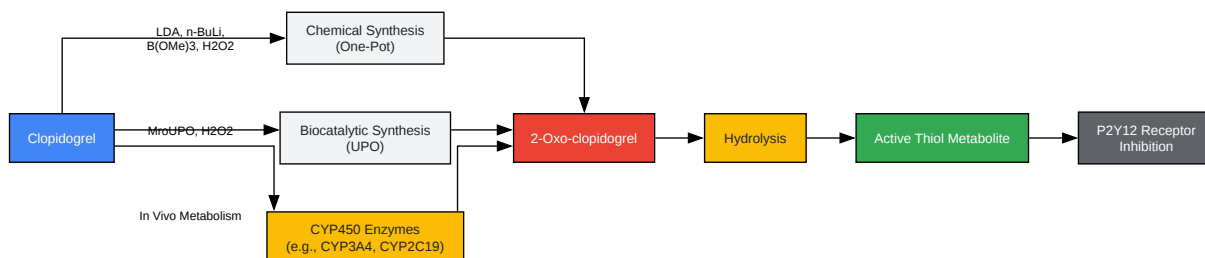 LDA, n-BuLi,
B(OMe)3, H2O2
Chemical Synthesis
(One-Pot)
Clopidogrel
MroUPO, H2O2
Biocatalytic Synthesis
(UPO)
2-Oxo-clopidogrel
Hydrolysis
Active Thiol Metabolite
P2Y12 Receptor
Inhibition
In Vivo Metabolism
CYP450 Enzymes
(e.g., CYP3A4, CYP2C19)